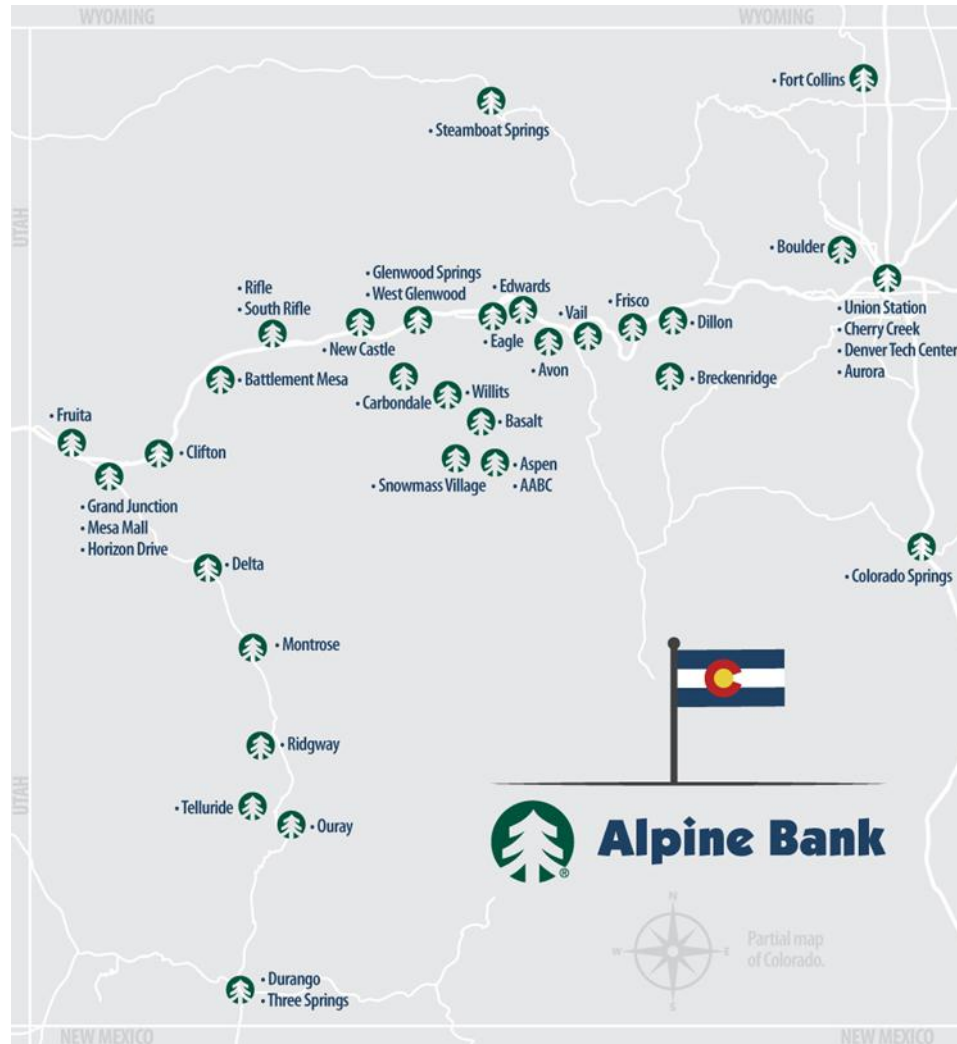 WYOMING
WYOMING
• Fort Collins
• Steamboat Springs
UTAH
• Boulder
• Glenwood Springs
• West Glenwood
• Edwards
• Rifle
• South Rifle
• Vail
• Frisco
• Union Station
• Cherry Creek
• Denver Tech Center
• Aurora
• Dillon
• New Castle
• Eagle
• Avon
• Battlement Mesa
• Breckenridge
• Carbondale
• Willits
• Fruita
• Basalt
• Clifton
• Snowmass Village
• Aspen
• AABC
• Grand Junction
• Mesa Mall
• Horizon Drive
• Delta
• Colorado Springs
• Montrose
• Ridgway
UTAH
• Telluride
• Ouray
Alpine Bank
®
N
W
E
S
Partial map
of Colorado.
• Durango
• Three Springs
NEW MEXICO
NEW MEXICO